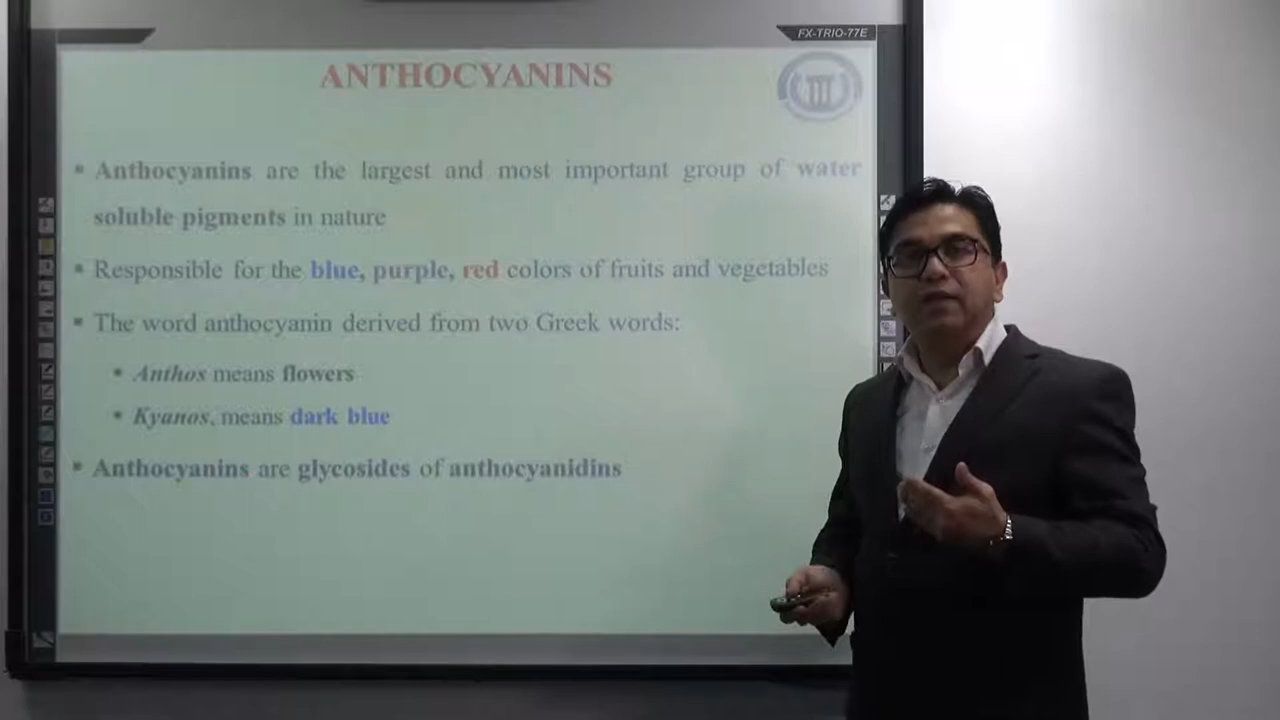 FX-TRIO-77E
ANTHOCYANINS
▪ Anthocyanins are the largest and most important group of water
soluble pigments in nature
▪ Responsible for the blue, purple, red colors of fruits and vegetables
▪ The word anthocyanin derived from two Greek words:
• Anthos means flowers
• Kyanos, means dark blue
▪ Anthocyanins are glycosides of anthocyanidins